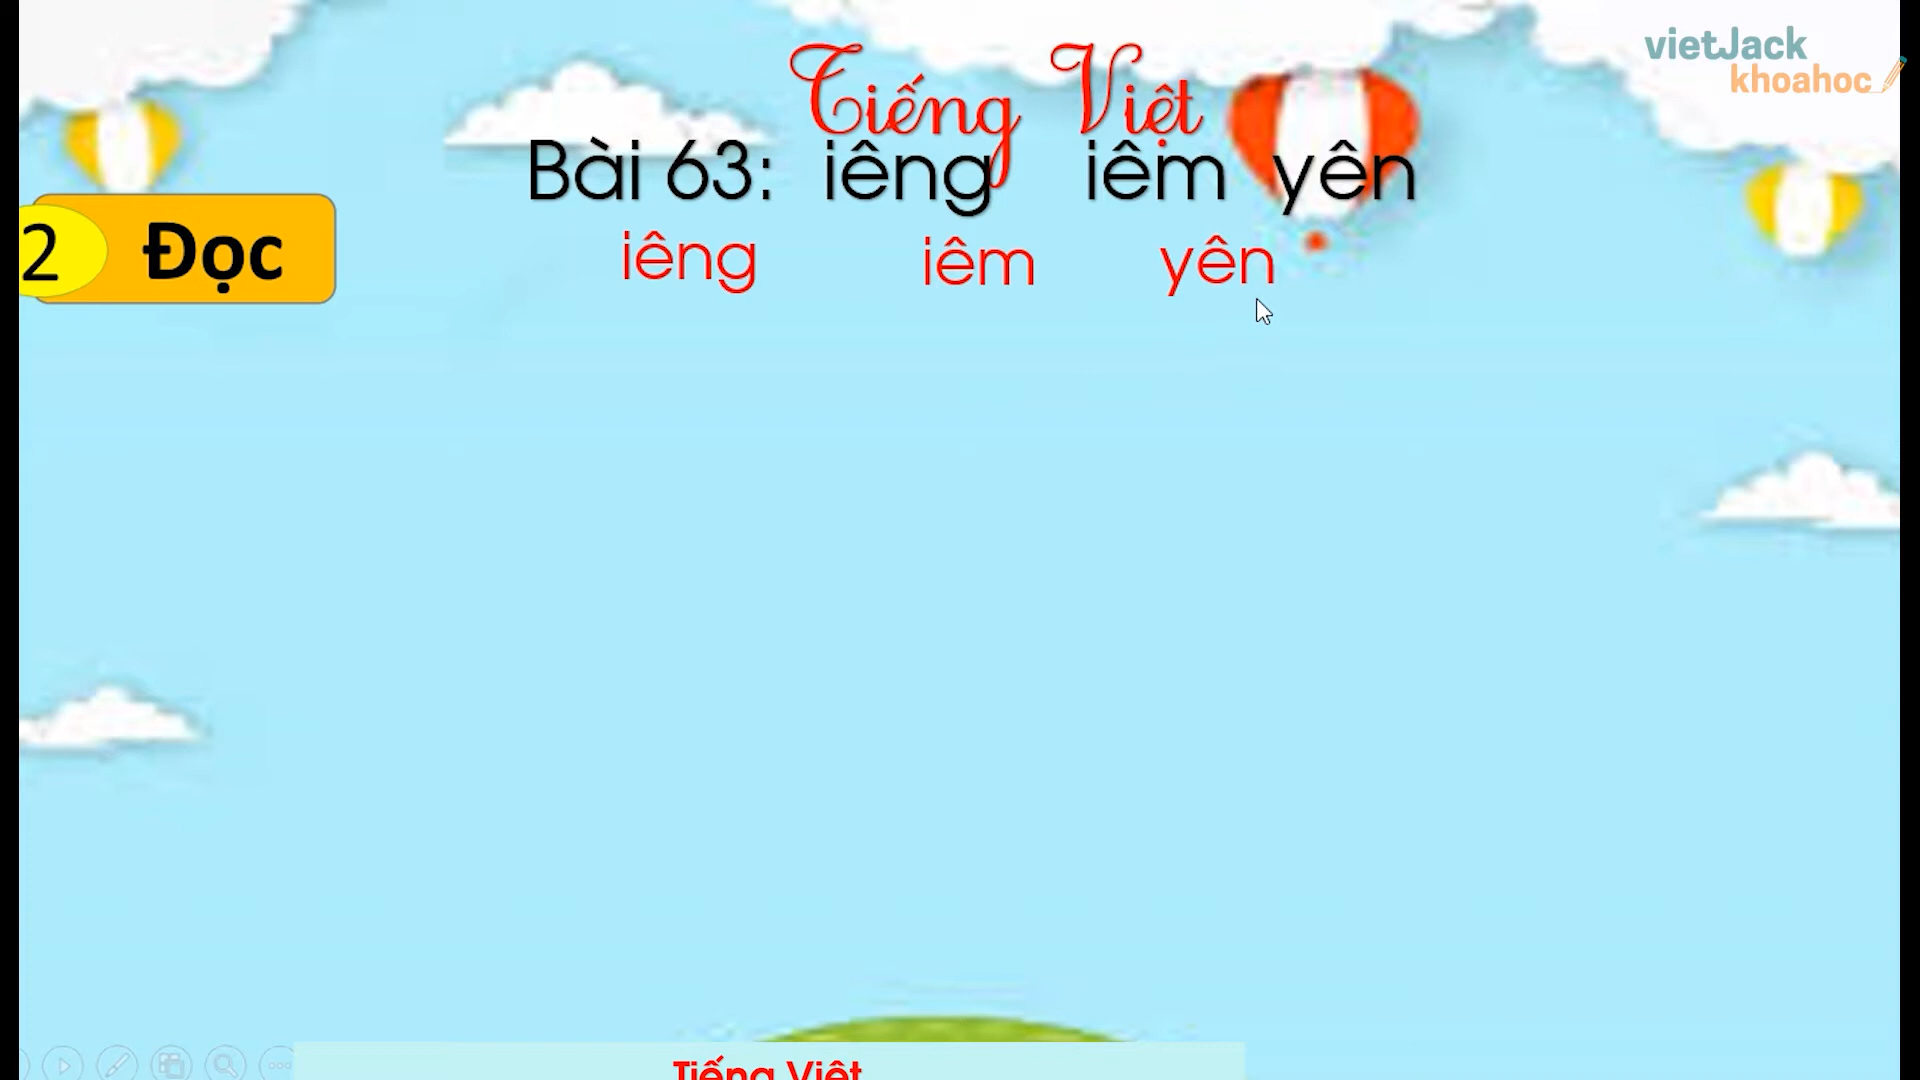 vietJack
khoahoc
Tiếng Việt
Bài 63: iêng iêm yên
2 Đọc
iêng iêm yên
Tiếng Việt